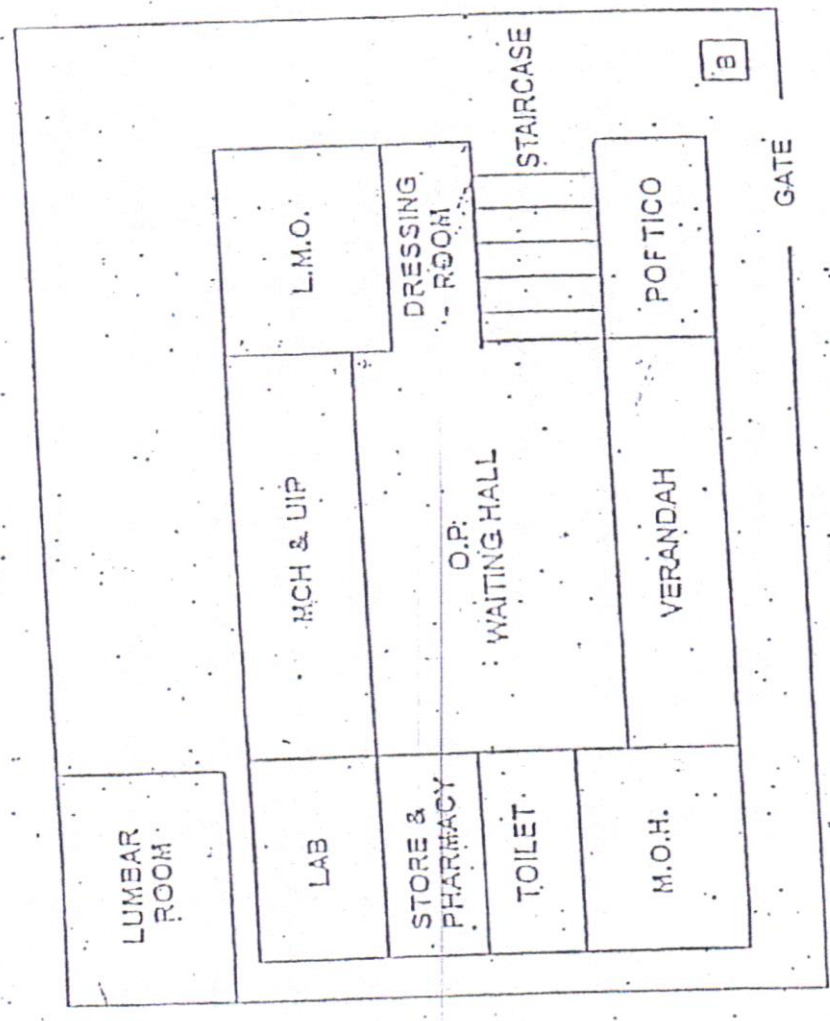 LUMBAR
ROOM
LAB
MCH & UIP
L.M.O.
STORE &
PHARMACY
DRESSING
ROOM
O.P.
WAITING HALL
TOILET
STAIRCASE
M.O.H.
VERANDAH
POFTICO
B
GATE